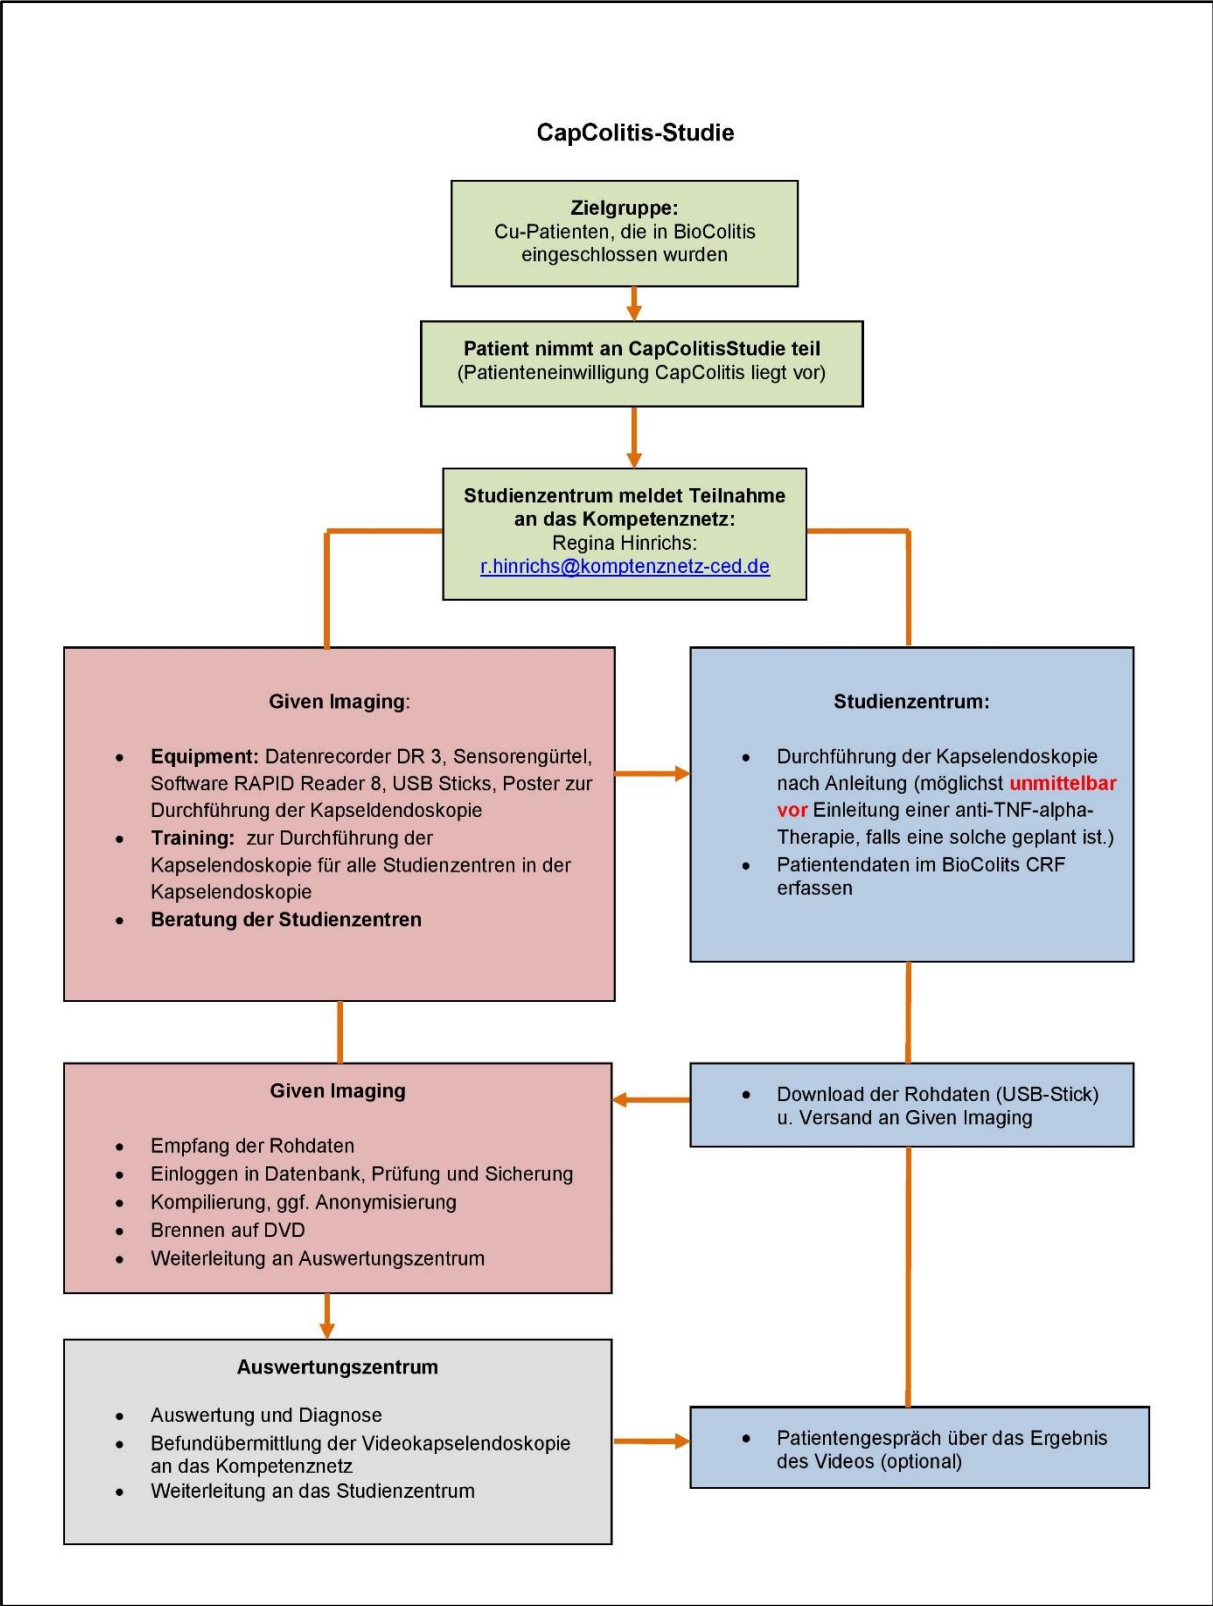 CapColitis-Studie
Zielgruppe:
Cu-Patienten, die in BioColitis
eingeschlossen wurden
Patient nimmt an CapColitisStudie teil
(Patienteneinwilligung CapColitis liegt vor)
Studienzentrum meldet Teilnahme
an das Kompetenznetz:
Regina Hinrichs:
r.hinrichs@komptenznetz-ced.de
Given Imaging:
• Equipment: Datenrecorder DR 3, Sensorengürtel,
Software RAPID Reader 8, USB Sticks, Poster zur
Durchführung der Kapseldendoskopie
• Training: zur Durchführung der
Kapselendoskopie für alle Studienzentren in der
Kapselendoskopie
• Beratung der Studienzentren
Studienzentrum:
• Durchführung der Kapselendoskopie
nach Anleitung (möglichst unmittelbar
vor Einleitung einer anti-TNF-alpha-
Therapie, falls eine solche geplant ist.)
• Patientendaten im BioColits CRF
erfassen
Given Imaging
• Empfang der Rohdaten
• Einloggen in Datenbank, Prüfung und Sicherung
• Kompilierung, ggf. Anonymisierung
• Brennen auf DVD
• Weiterleitung an Auswertungszentrum
• Download der Rohdaten (USB-Stick)
u. Versand an Given Imaging
Auswertungszentrum
• Auswertung und Diagnose
• Befundübermittlung der Videokapselendoskopie
an das Kompetenznetz
• Weiterleitung an das Studienzentrum
• Patientengespräch über das Ergebnis
des Videos (optional)